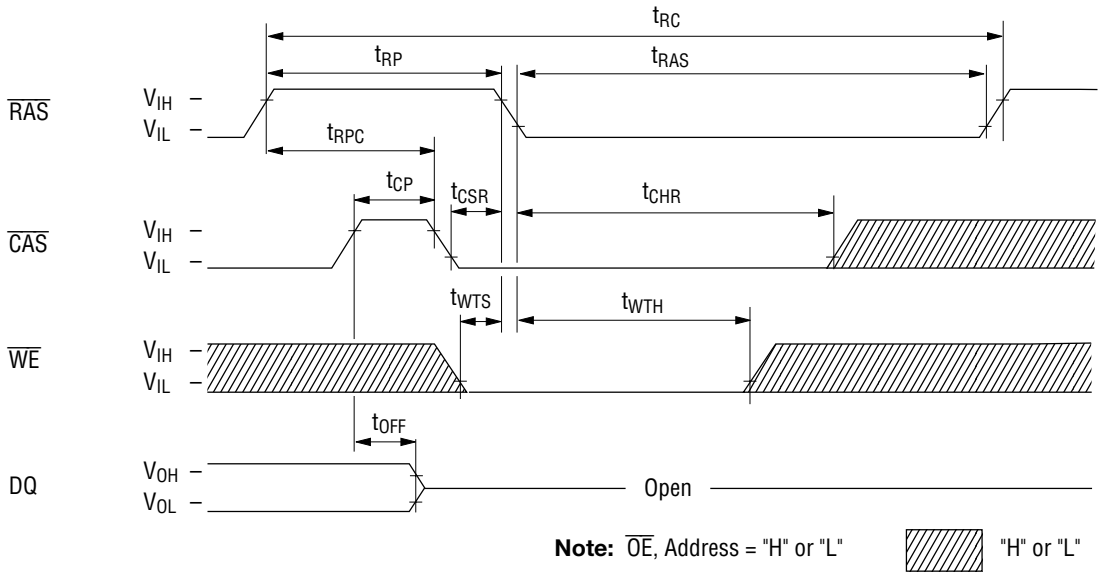 tRC
tRP
tRAS
RAS
VIH
VIL
tRPC
tCP
tCSR
tCHR
CAS
VIH
VIL
tWTS
tWTH
WE
VIH
VIL
tOFF
DQ
VOH
VOL
Open
Note: OE, Address = "H" or "L"
"H" or "L"